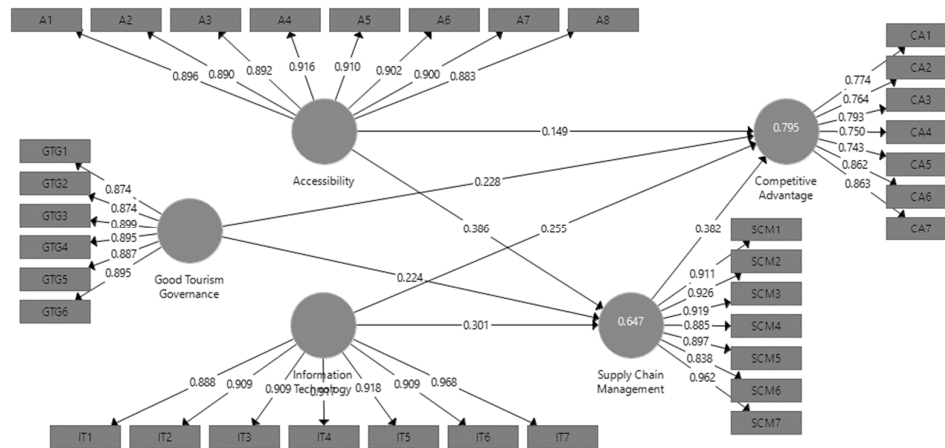 A1 A2 A3 A4 A5 A6 A7 A8
0.896 0.890 0.892 0.916 0.910 0.902 0.900 0.883
Accessibility
GTG1
GTG2
GTG3
GTG4
GTG5
GTG6
0.874
0.874
0.899
0.895
0.887
0.895
Good Tourism
Governance
0.149
0.228
0.386
0.255
0.224
0.301
0.382
0.795
Competitive
Advantage
CA1
CA2
CA3
CA4
CA5
CA6
CA7
0.774
0.764
0.793
0.750
0.743
0.862
0.863
0.647
Supply Chain
Management
SCM1
SCM2
SCM3
SCM4
SCM5
SCM6
SCM7
0.911
0.926
0.919
0.885
0.897
0.838
0.962
Information
Technology
0.888 0.909 0.909 0.918 0.909 0.968
IT1 IT2 IT3 IT4 IT5 IT6 IT7